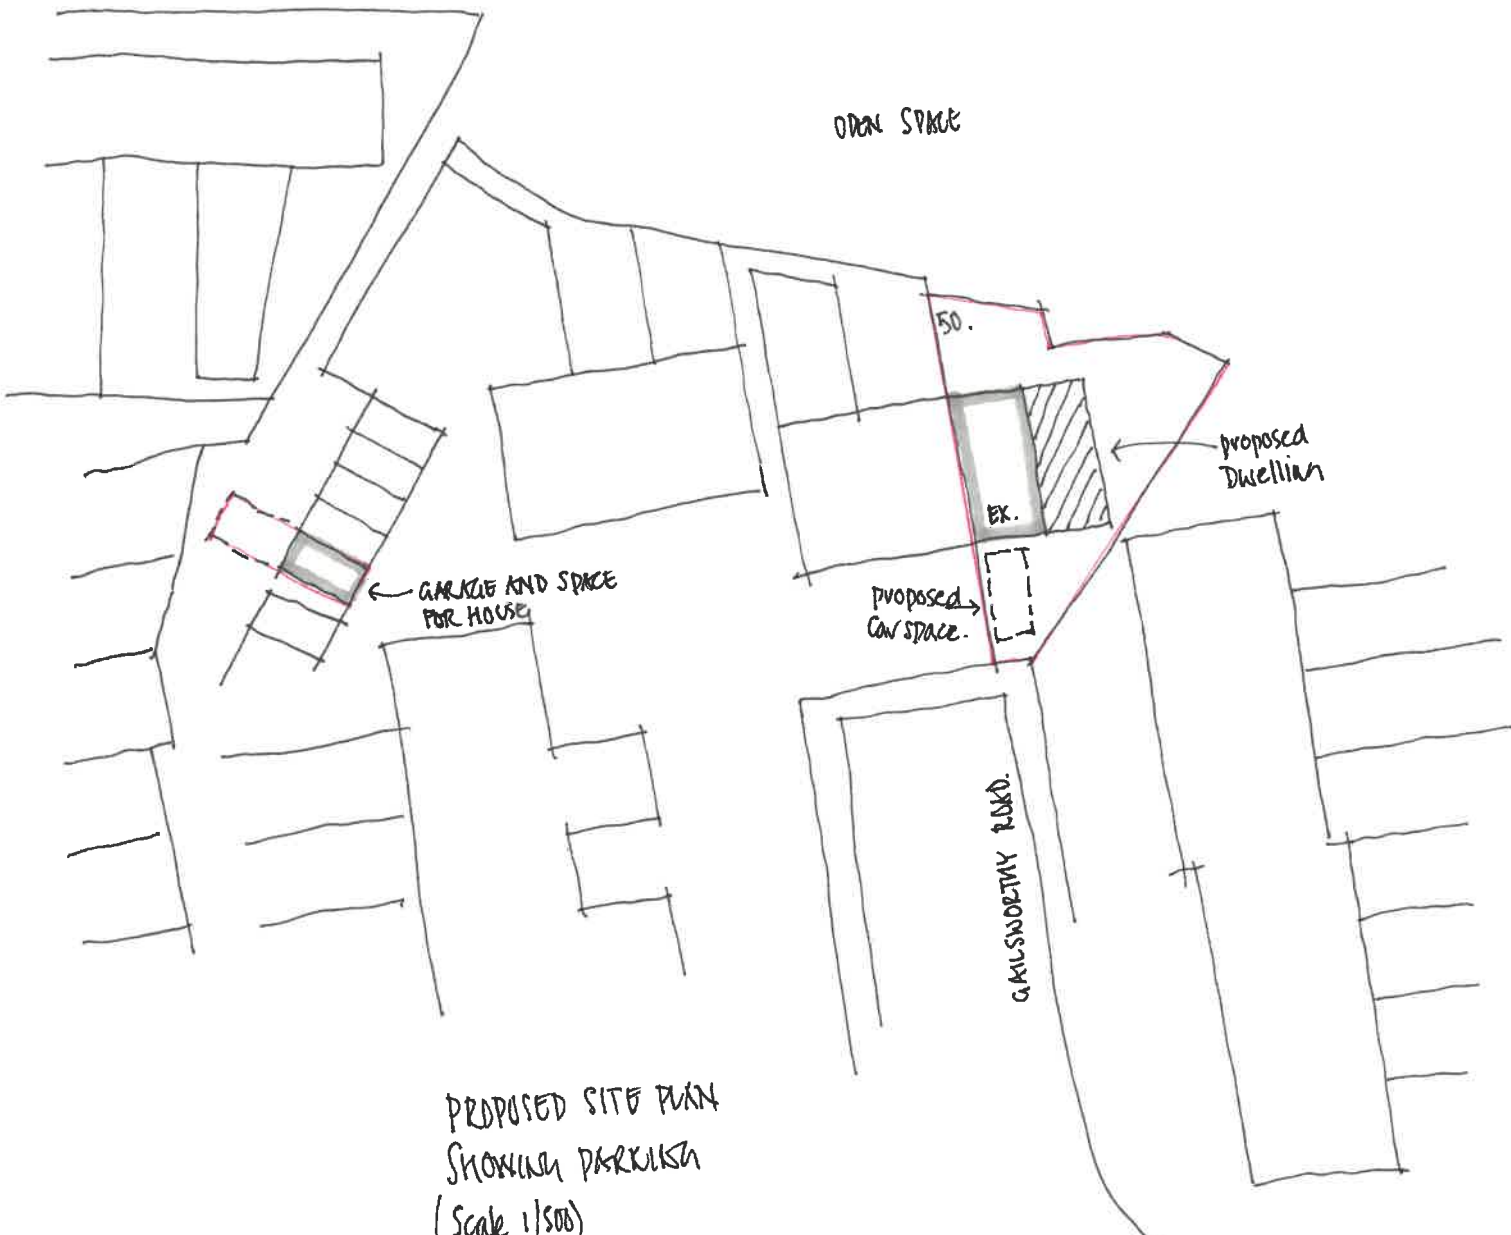 OPEN SPACE
50.
proposed
Dwelling
EX.
GARAGE AND SPACE
FOR HOUSE
proposed
Car space.
GAILSWORTHY ROAD.
PROPOSED SITE PLAN
SHOWING PARKING
(Scale 1/500)